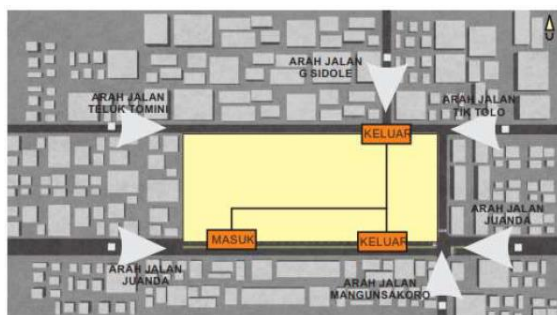 ARAH JALAN
G SIDOLE
ARAH JALAN
TELUK TOMINI
ARAH JALAN
TIK TOLO
KELUAR
ARAH JALAN
JUANDA
MASUK
KELUAR
ARAH JALAN
JUANDA
ARAH JALAN
MANGUNSAKORO
U